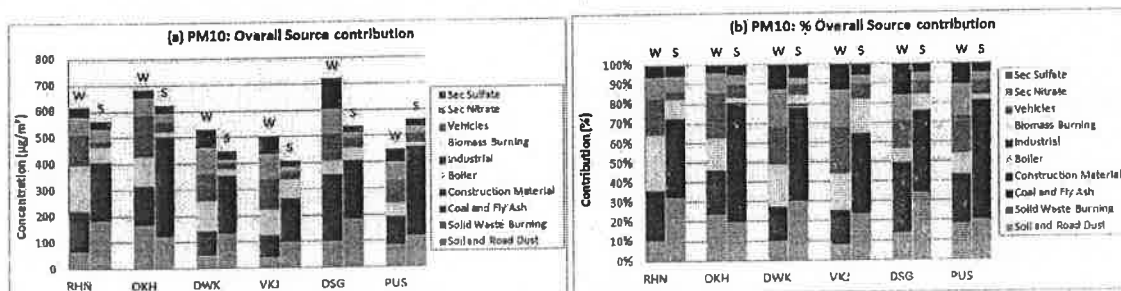 (a) PM10: Overall Source contribution
Concentration (µg/m³)
800
700
600
500
400
300
200
100
0
W S W S W S W S W S W S
RHN OKH DWK VKJ DSG PUS
Sec Sulfate
Sec Nitrate
Vehicles
Biomass Burning
Industrial
Boiler
Construction Material
Coal and Fly Ash
Solid Waste Burning
Soil and Road Dust
(b) PM10: % Overall Source contribution
Contribution (%)
W S W S W S W S W S W S
100%
90%
80%
70%
60%
50%
40%
30%
20%
10%
0%
RHN OKH DWK VKJ DSG PUS
Sec Sulfate
Sec Nitrate
Vehicles
Biomass Burning
Industrial
Boiler
Construction Material
Coal and Fly Ash
Solid Waste Burning
Soil and Road Dust